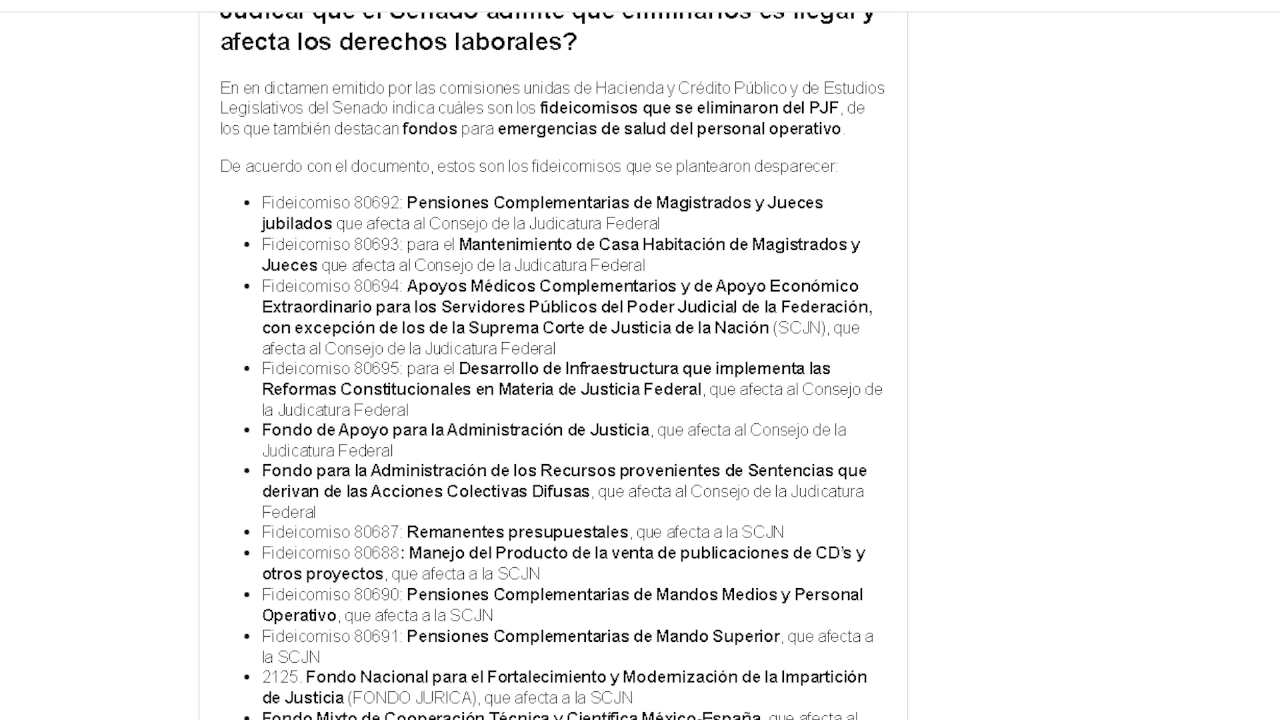 Judicial que el Senado admite que eliminarlos es ilegal y
afecta los derechos laborales?
En en dictamen emitido por las comisiones unidas de Hacienda y Crédito Público y de Estudios
Legislativos del Senado indica cuáles son los fideicomisos que se eliminaron del PJF, de
los que también destacan fondos para emergencias de salud del personal operativo.
De acuerdo con el documento, estos son los fideicomisos que se plantearon desparecer:
• Fideicomiso 80692: Pensiones Complementarias de Magistrados y Jueces
jubilados que afecta al Consejo de la Judicatura Federal
• Fideicomiso 80693: para el Mantenimiento de Casa Habitación de Magistrados y
Jueces que afecta al Consejo de la Judicatura Federal
• Fideicomiso 80694: Apoyos Médicos Complementarios y de Apoyo Económico
Extraordinario para los Servidores Públicos del Poder Judicial de la Federación,
con excepción de los de la Suprema Corte de Justicia de la Nación (SCJN), que
afecta al Consejo de la Judicatura Federal
• Fideicomiso 80695: para el Desarrollo de Infraestructura que implementa las
Reformas Constitucionales en Materia de Justicia Federal, que afecta al Consejo de
la Judicatura Federal
• Fondo de Apoyo para la Administración de Justicia, que afecta al Consejo de la
Judicatura Federal
• Fondo para la Administración de los Recursos provenientes de Sentencias que
derivan de las Acciones Colectivas Difusas, que afecta al Consejo de la Judicatura
Federal
• Fideicomiso 80687: Remanentes presupuestales, que afecta a la SCJN
• Fideicomiso 80688: Manejo del Producto de la venta de publicaciones de CD’s y
otros proyectos, que afecta a la SCJN
• Fideicomiso 80690: Pensiones Complementarias de Mandos Medios y Personal
Operativo, que afecta a la SCJN
• Fideicomiso 80691: Pensiones Complementarias de Mando Superior, que afecta a
la SCJN
• 2125. Fondo Nacional para el Fortalecimiento y Modernización de la Impartición
de Justicia (FONDO JURICA), que afecta a la SCJN
• Fondo Mixto de Cooperación Técnica y Científica México-España, que afecta al